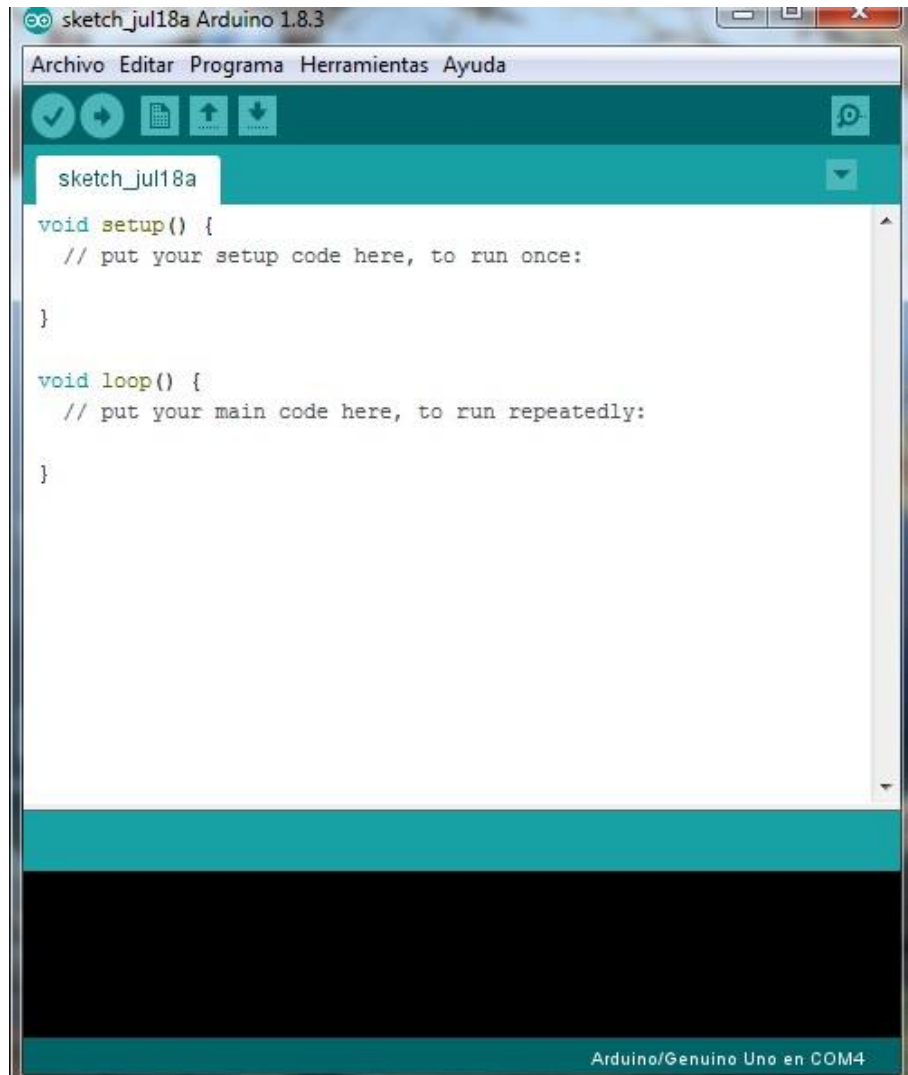 sketch_jul18a Arduino 1.8.3
Archivo Editar Programa Herramientas Ayuda
sketch_jul18a
void setup() {
  // put your setup code here, to run once:
}
void loop() {
  // put your main code here, to run repeatedly:
}
Arduino/Genuino Uno en COM4